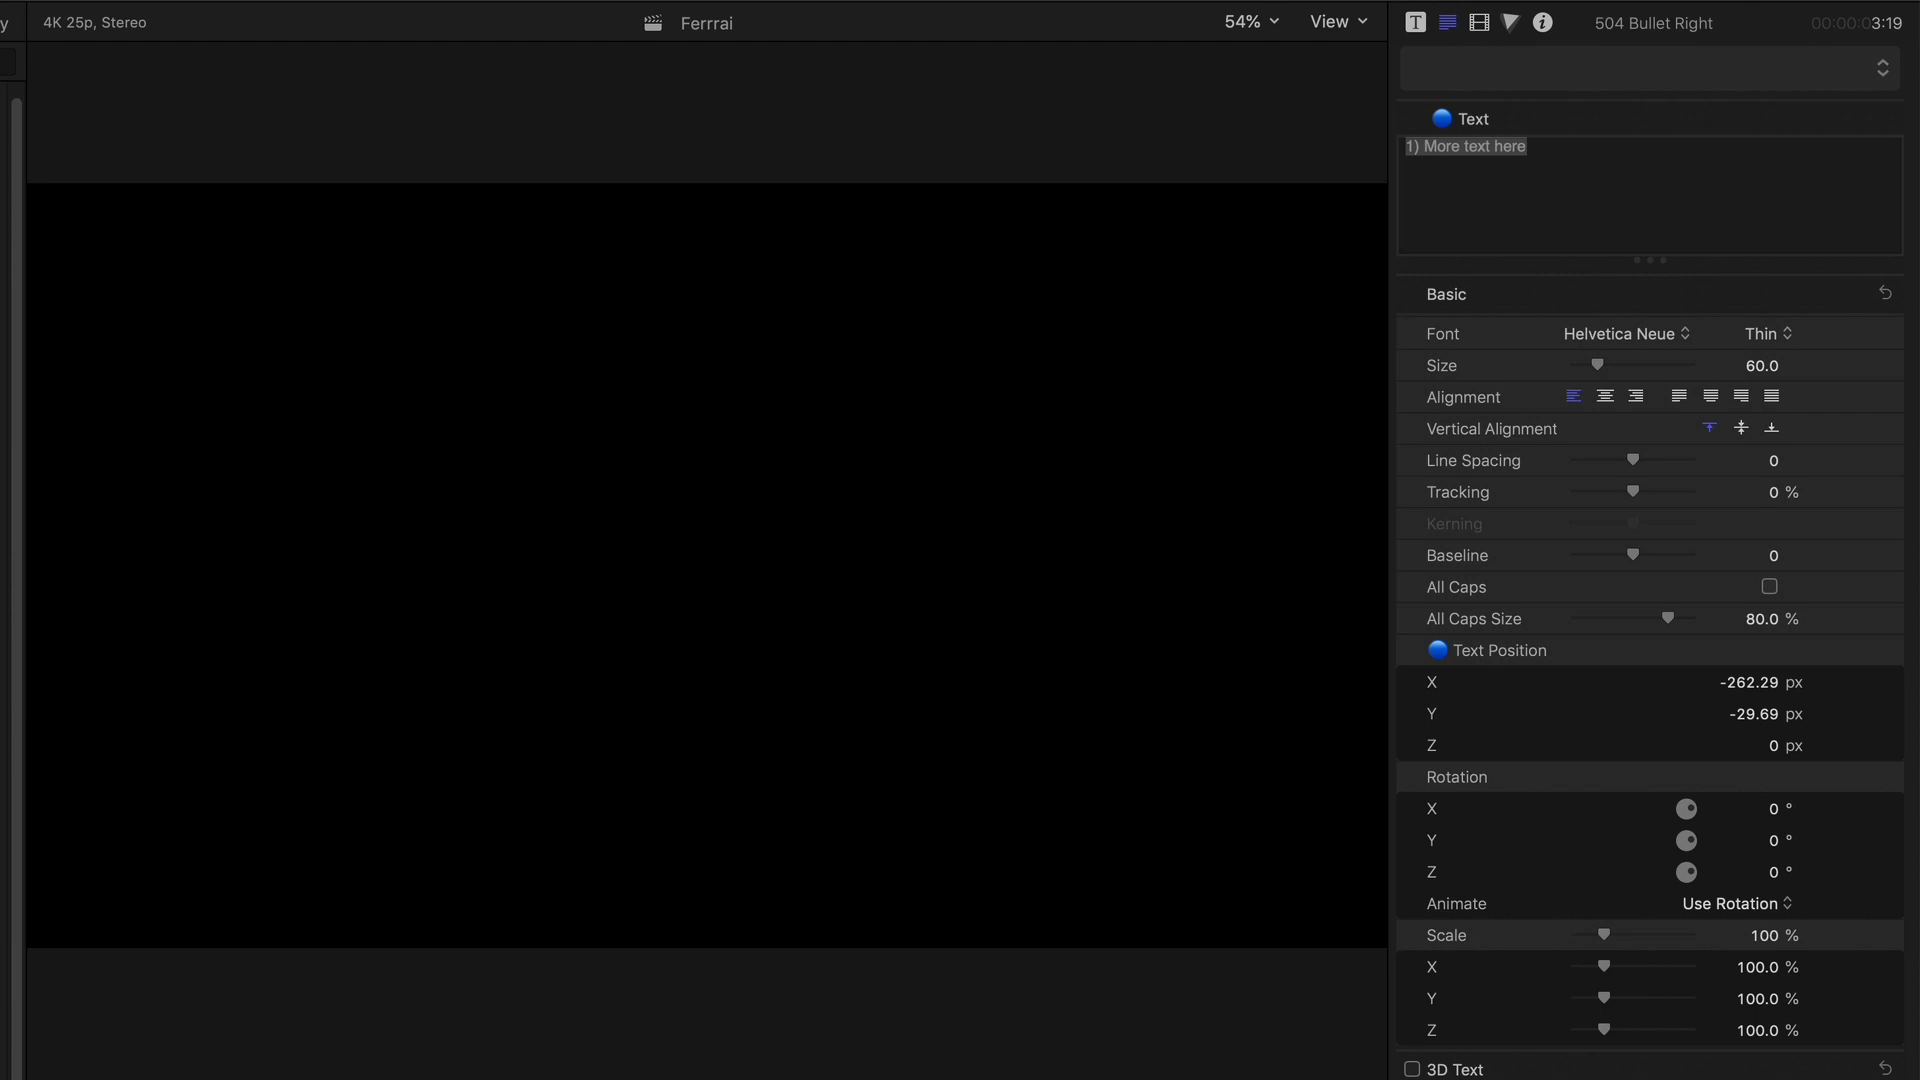 y
4K 25p, Stereo
Ferrrai
54%
View
T
i
504 Bullet Right
00:00:03:19
Text
1) More text here
Basic
Font Helvetica Neue Thin
Size 60.0
Alignment
Vertical Alignment
Line Spacing 0
Tracking 0 %
Kerning
Baseline 0
All Caps
All Caps Size 80.0 %
Text Position
X -262.29 px
Y -29.69 px
Z 0 px
Rotation
X 0 °
Y 0 °
Z 0 °
Animate Use Rotation
Scale 100 %
X 100.0 %
Y 100.0 %
Z 100.0 %
3D Text